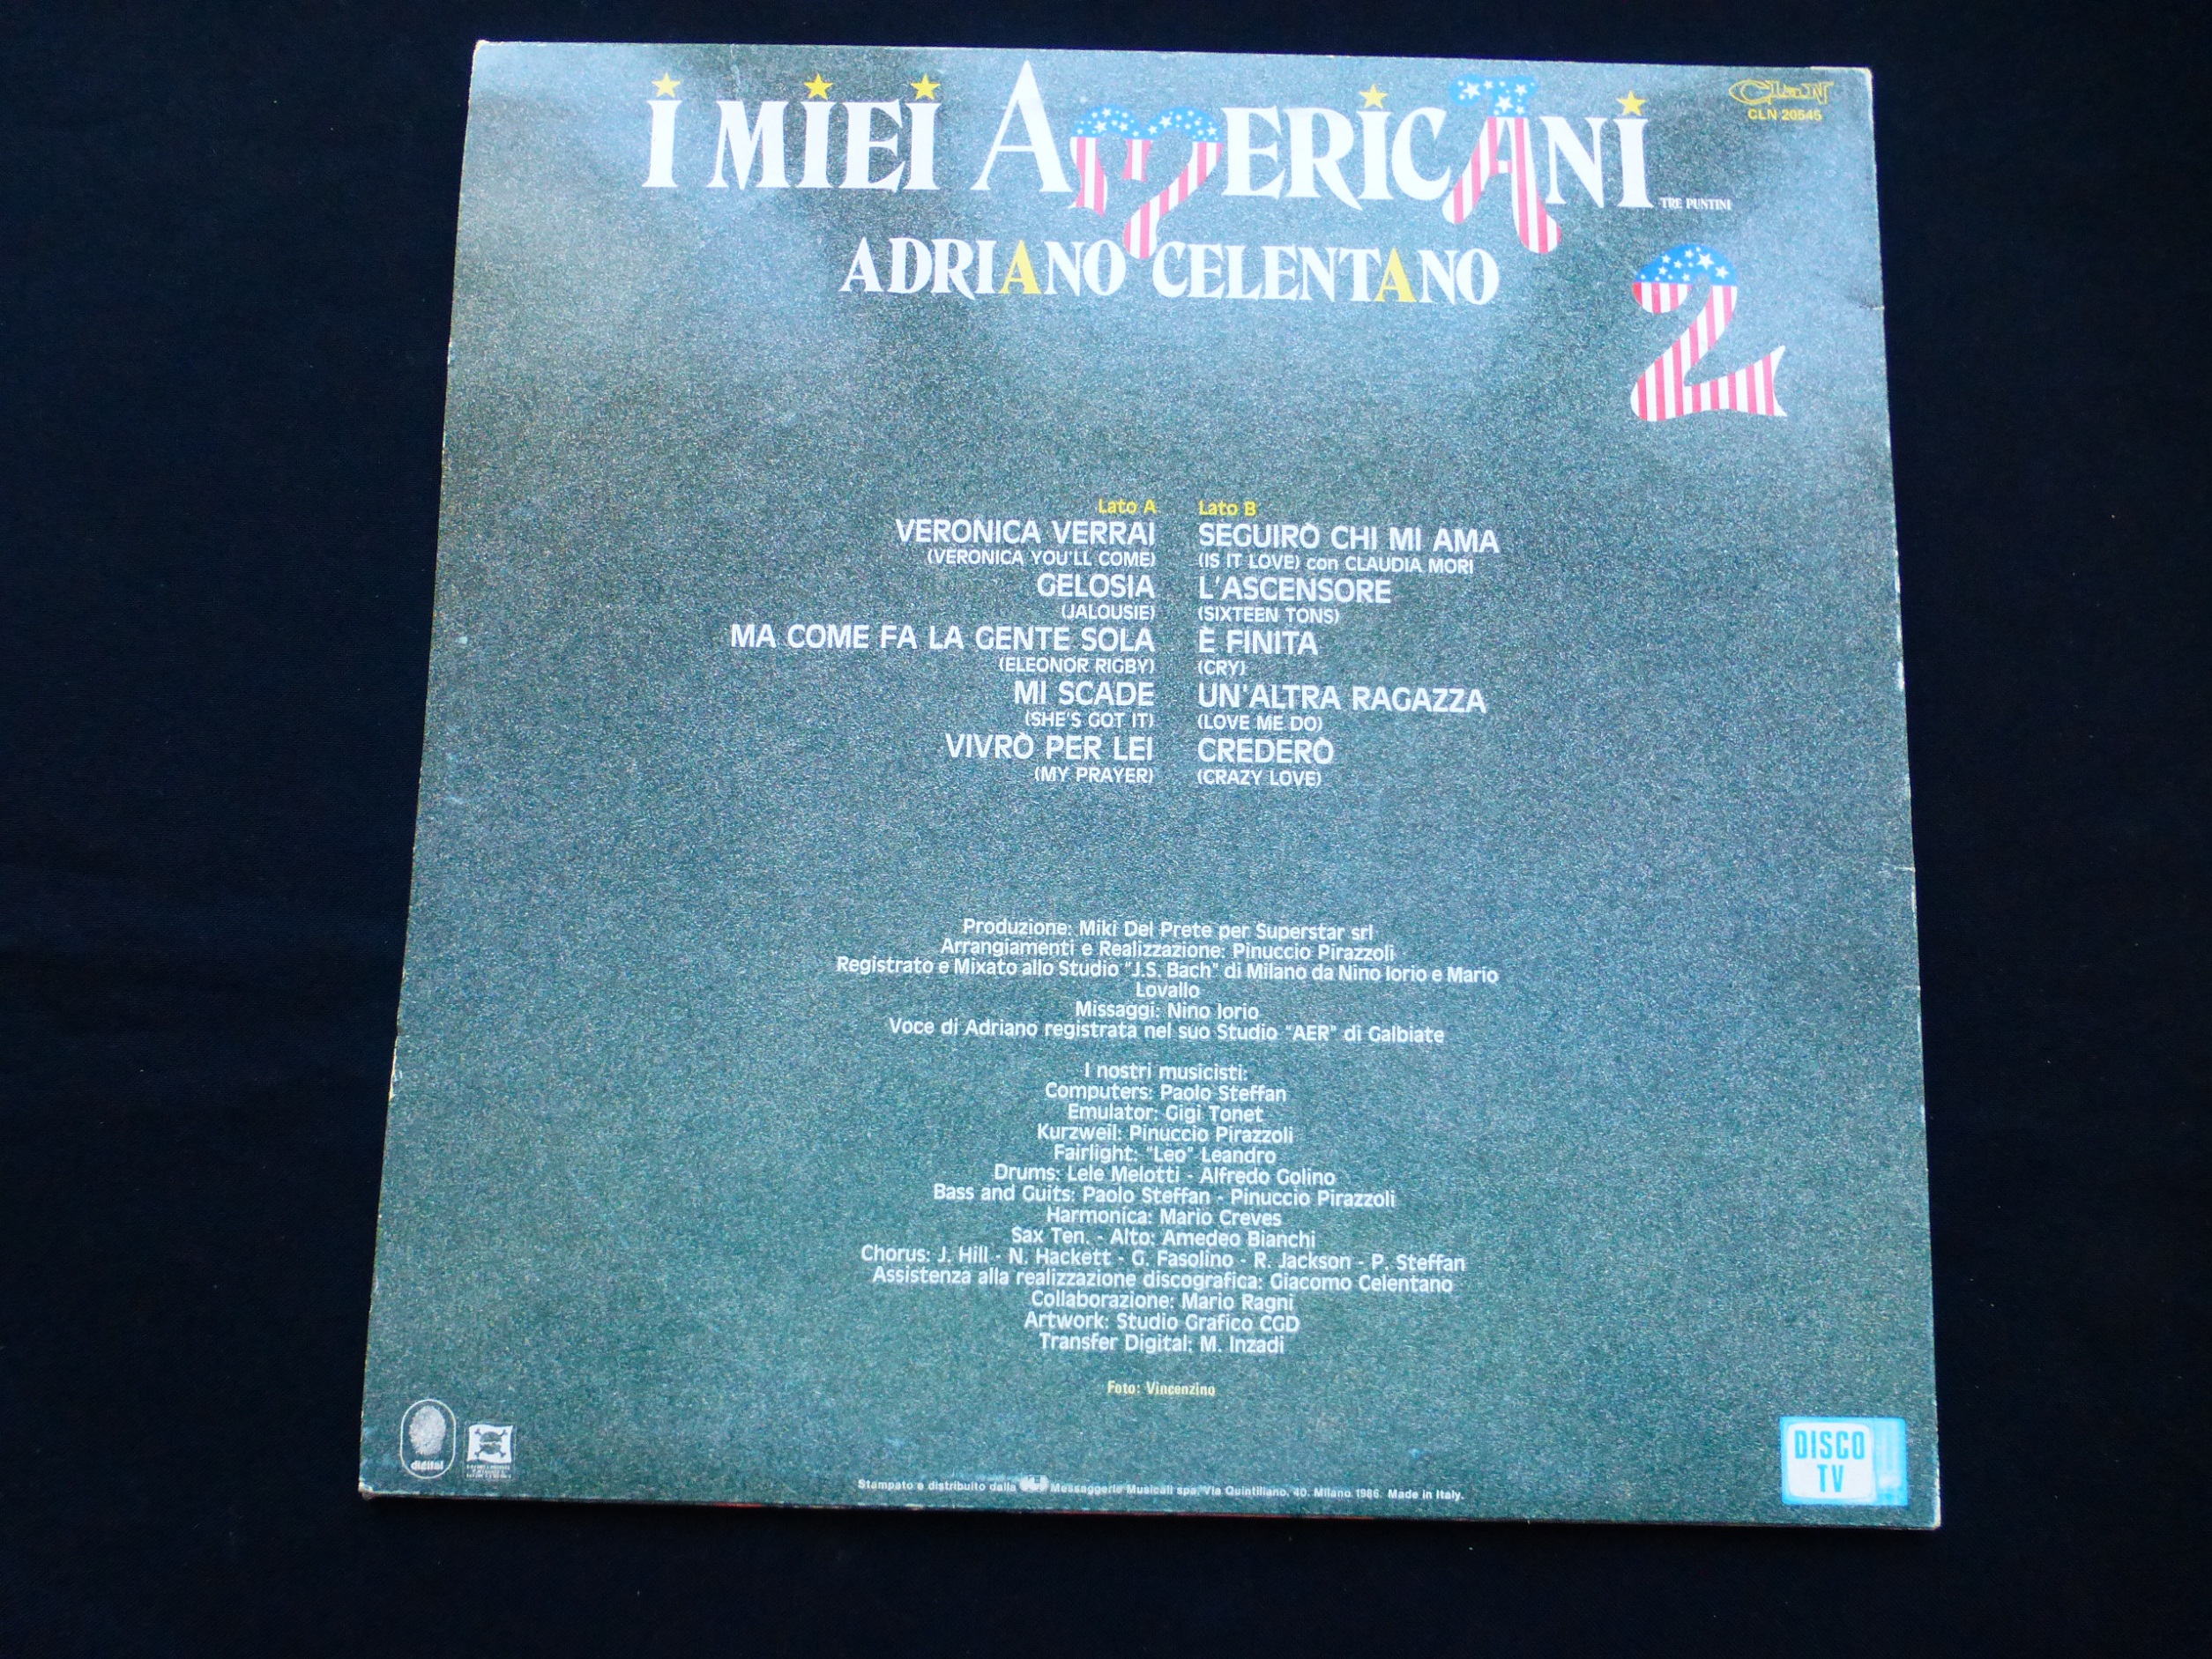 I MIEI AMERICANI TRE PUNTINI
CLAN
CLN 20545
ADRIANO CELENTANO
2
Lato A
VERONICA VERRAI
(VERONICA YOU'LL COME)
GELOSIA
(JALOUSIE)
MA COME FA LA GENTE SOLA
(ELEONOR RIGBY)
MI SCADE
(SHE'S GOT IT)
VIVRÒ PER LEI
(MY PRAYER)
Lato B
SEGUIRÒ CHI MI AMA
(IS IT LOVE) con CLAUDIA MORI
L'ASCENSORE
(SIXTEEN TONS)
È FINITA
(CRY)
UN'ALTRA RAGAZZA
(LOVE ME DO)
CREDERÒ
(CRAZY LOVE)
Produzione: Miki Del Prete per Superstar srl
Arrangiamenti e Realizzazione: Pinuccio Pirazzoli
Registrato e Mixato allo Studio "J.S. Bach" di Milano da Nino Iorio e Mario
Lovallo
Missaggi: Nino Iorio
Voce di Adriano registrata nel suo Studio "AER" di Galbiate
I nostri musicisti:
Computers: Paolo Steffan
Emulator: Gigi Tonet
Kurzweil: Pinuccio Pirazzoli
Fairlight: "Leo" Leandro
Drums: Lele Melotti - Alfredo Golino
Bass and Guits: Paolo Steffan - Pinuccio Pirazzoli
Harmonica: Mario Creves
Sax Ten. - Alto: Amedeo Bianchi
Chorus: J. Hill - N. Hackett - G. Fasolino - R. Jackson - P. Steffan
Assistenza alla realizzazione discografica: Giacomo Celentano
Collaborazione: Mario Ragni
Artwork: Studio Grafico CGD
Transfer Digital: M. Inzadi
Foto: Vincenzino
digital
Stampato e distribuito dalla Messaggerie Musicali spa, Via Quintiliano, 40. Milano 1986. Made in Italy.
DISCO
TV